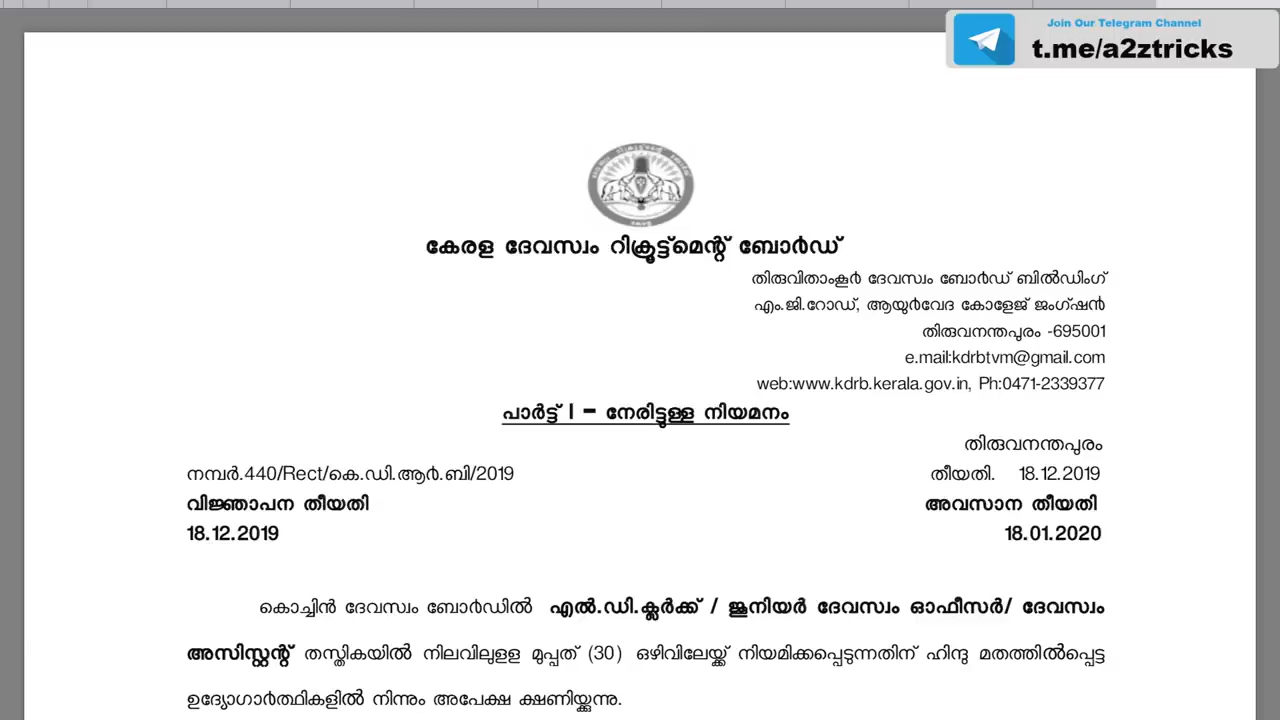 Join Our Telegram Channel
t.me/a2ztricks
കേരള ദേവസ്വം റിക്രൂട്ട്മെന്റ് ബോർഡ്
തിരുവിതാംകൂർ ദേവസ്വം ബോർഡ് ബിൽഡിംഗ്
എം.ജി.റോഡ്, ആയുർവേദ കോളേജ് ജംഗ്ഷൻ
തിരുവനന്തപുരം -695001
e.mail:kdrbtvm@gmail.com
web:www.kdrb.kerala.gov.in, Ph:0471-2339377
പാർട്ട് I – നേരിട്ടുള്ള നിയമനം
തിരുവനന്തപുരം
നമ്പർ.440/Rect/കെ.ഡി.ആർ.ബി/2019 തീയതി. 18.12.2019
വിജ്ഞാപന തീയതി അവസാന തീയതി
18.12.2019 18.01.2020
കൊച്ചിൻ ദേവസ്വം ബോർഡിൽ എൽ.ഡി.ക്ലർക്ക് / ജൂനിയർ ദേവസ്വം ഓഫീസർ/ ദേവസ്വം
അസിസ്റ്റന്റ് തസ്തികയിൽ നിലവിലുളള മുപ്പത് (30) ഒഴിവിലേയ്ക്ക് നിയമിക്കപ്പെടുന്നതിന് ഹിന്ദു മതത്തിൽപ്പെട്ട
ഉദ്യോഗാർത്ഥികളിൽ നിന്നും അപേക്ഷ ക്ഷണിയ്ക്കുന്നു.